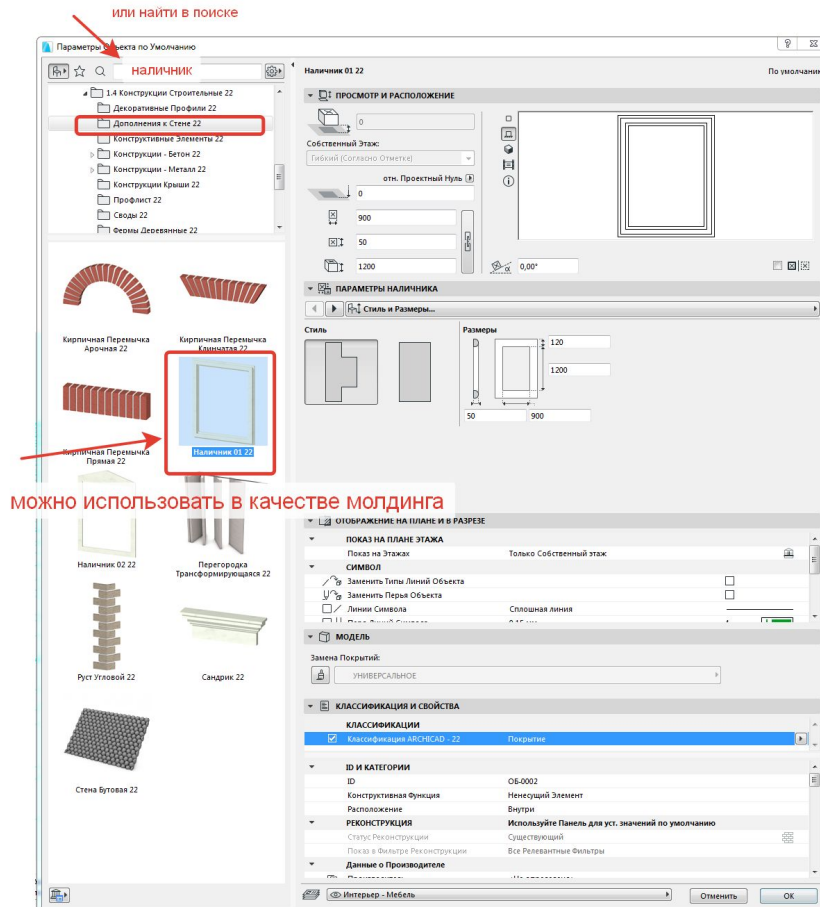 или найти в поиске
Параметры Объекта по Умолчанию
наличник
Наличник 01 22
По умолчанию
1.4 Конструкции Строительные 22
Декоративные Профили 22
Дополнения к Стене 22
Конструктивные Элементы 22
Конструкции - Бетон 22
Конструкции - Металл 22
Конструкции Крыши 22
Профлист 22
Своды 22
Фермы Деревянные 22
ПРОСМОТР И РАСПОЛОЖЕНИЕ
0
Собственный Этаж:
Гибкий (Согласно Отметке)
отн. Проектный Нуль
0
900
50
1200
α
0,00°
ПАРАМЕТРЫ НАЛИЧНИКА
Стиль и Размеры...
Стиль
Размеры
120
1200
50
900
Кирпичная Перемычка
Арочная 22
Кирпичная Перемычка
Клинчатая 22
Кирпичная Перемычка
Прямая 22
Наличник 01 22
можно использовать в качестве молдинга
Наличник 02 22
Перегородка
Трансформирующаяся 22
Руст Угловой 22
Сандрик 22
Стена Бутовая 22
ОТОБРАЖЕНИЕ НА ПЛАНЕ И В РАЗРЕЗЕ
ПОКАЗ НА ПЛАНЕ ЭТАЖА
Показ на Этажах
Только Собственный этаж
СИМВОЛ
Заменить Типы Линий Объекта
Заменить Перья Объекта
Линии Символа
Сплошная линия
МОДЕЛЬ
Замена Покрытий:
УНИВЕРСАЛЬНОЕ
КЛАССИФИКАЦИЯ И СВОЙСТВА
КЛАССИФИКАЦИИ
Классификация ARCHICAD - 22
Покрытие
ID И КАТЕГОРИИ
ID
ОБ-0002
Конструктивная Функция
Ненесущий Элемент
Расположение
Внутри
РЕКОНСТРУКЦИЯ
Используйте Панель для уст. значений по умолчанию
Статус Реконструкции
Существующий
Показ в Фильтре Реконструкции
Все Релевантные Фильтры
Данные о Производителе
Интерьер - Мебель
Отменить
ОК